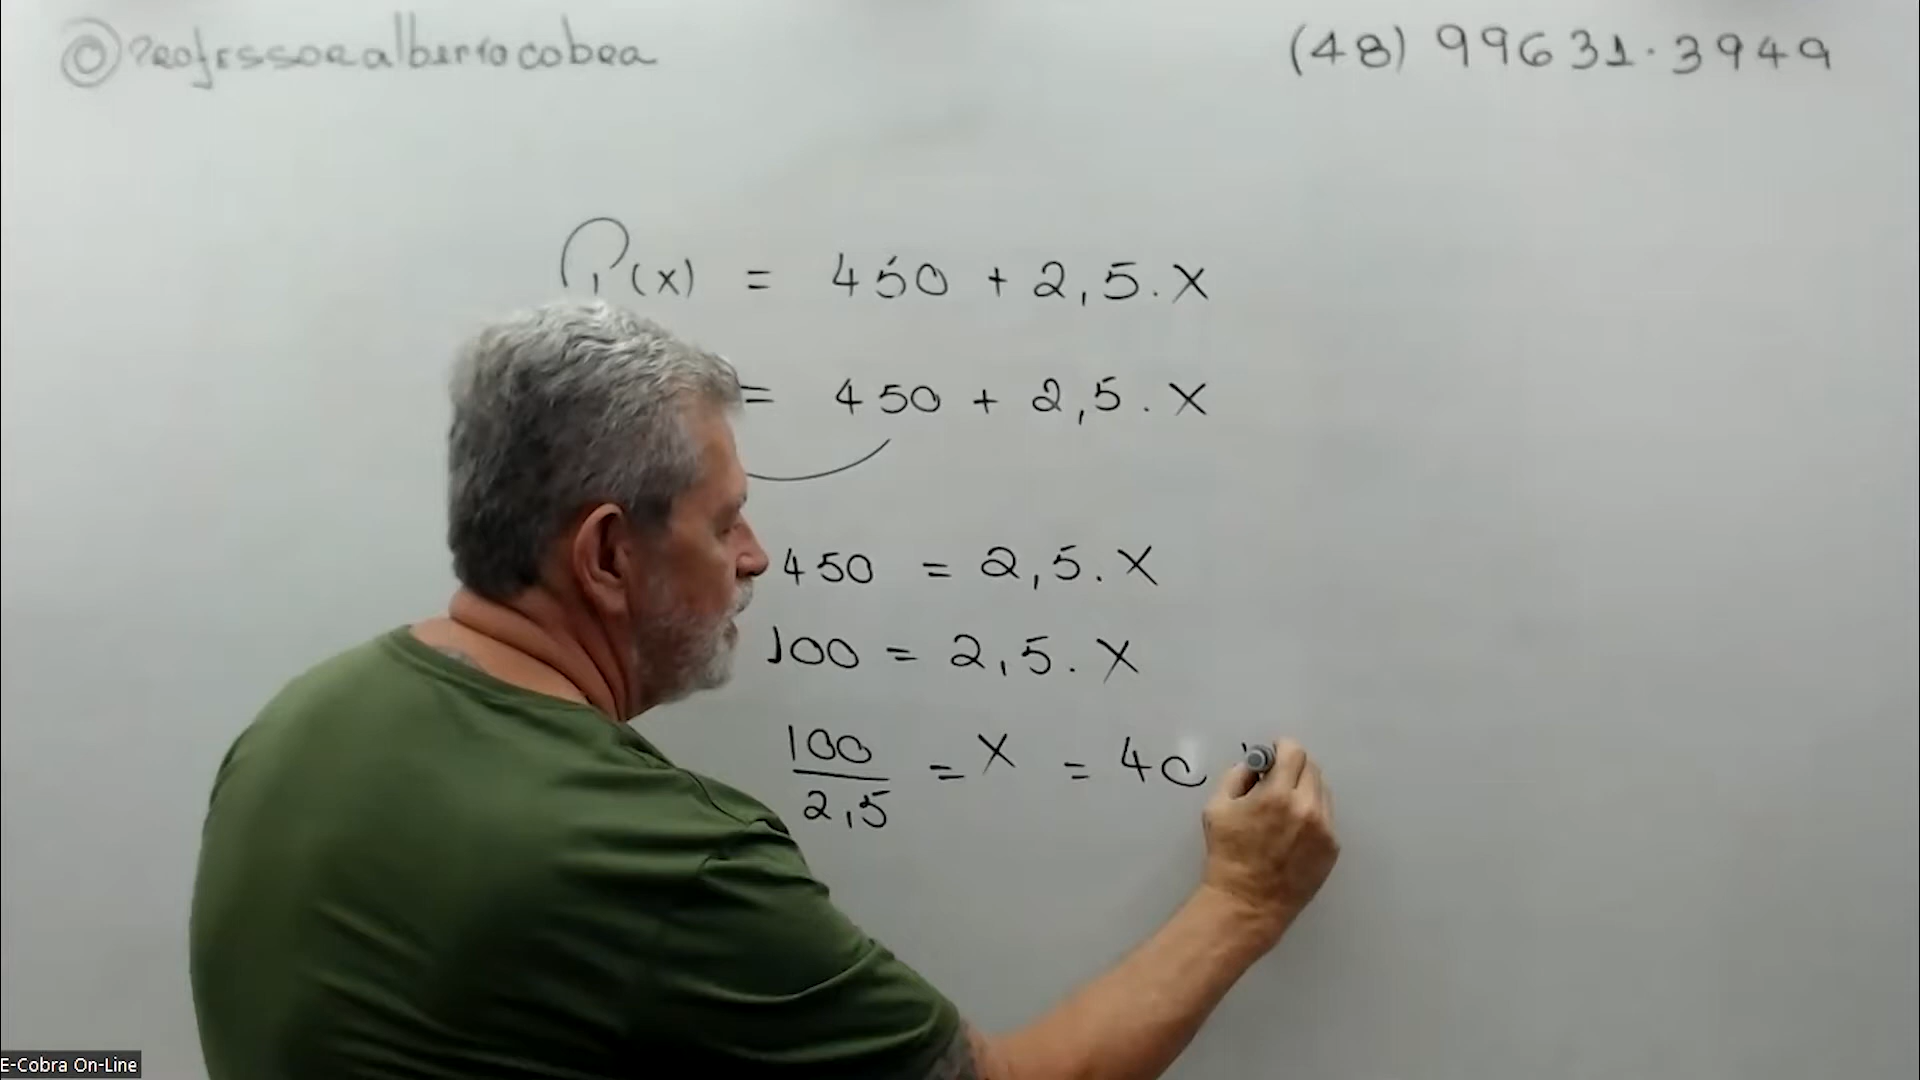 @professoralbertocobra
(48) 99631.3949
P(x) = 450 + 2,5.X
= 450 + 2,5.X
450 = 2,5.X
100 = 2,5.X
100/2,5 = X = 40
E-Cobra On-Line